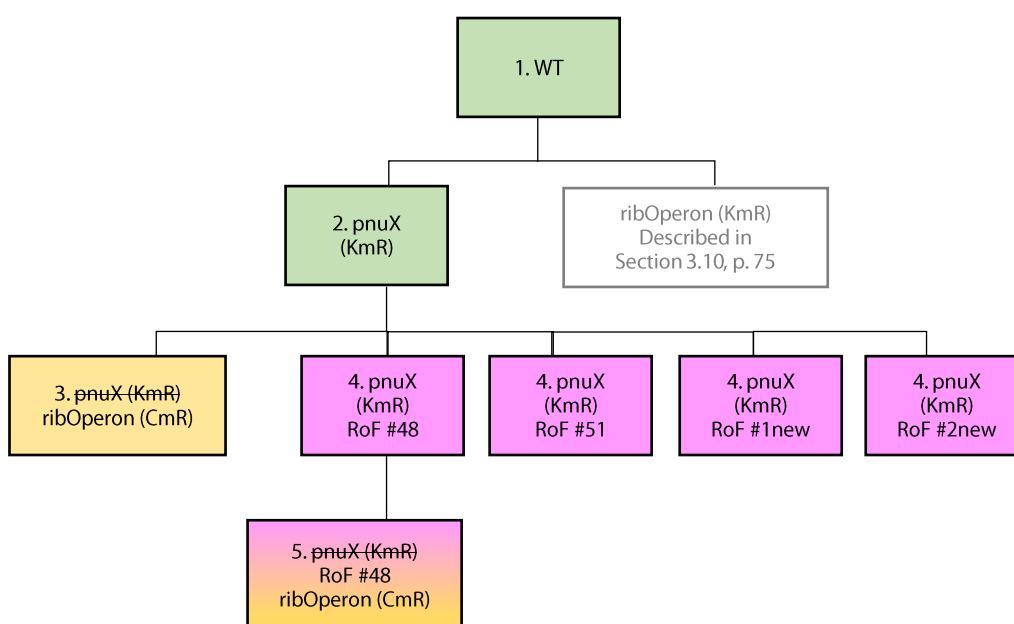 1. WT
2. pnuX
(KmR)
ribOperon (KmR)
Described in
Section 3.10, p. 75
3. pnuX (KmR)
ribOperon (CmR)
4. pnuX
(KmR)
RoF #48
4. pnuX
(KmR)
RoF #51
4. pnuX
(KmR)
RoF #1new
4. pnuX
(KmR)
RoF #2new
5. pnuX (KmR)
RoF #48
ribOperon (CmR)